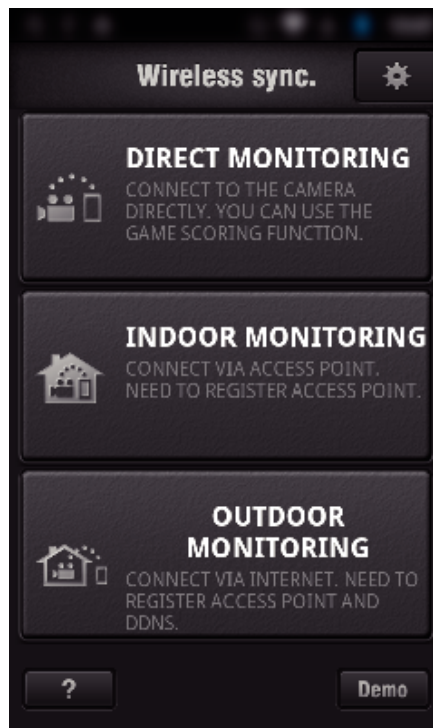 Wireless sync.
DIRECT MONITORING
CONNECT TO THE CAMERA
DIRECTLY. YOU CAN USE THE
GAME SCORING FUNCTION.
INDOOR MONITORING
CONNECT VIA ACCESS POINT.
NEED TO REGISTER ACCESS POINT.
OUTDOOR
MONITORING
CONNECT VIA INTERNET. NEED TO
REGISTER ACCESS POINT AND
DDNS.
?
Demo